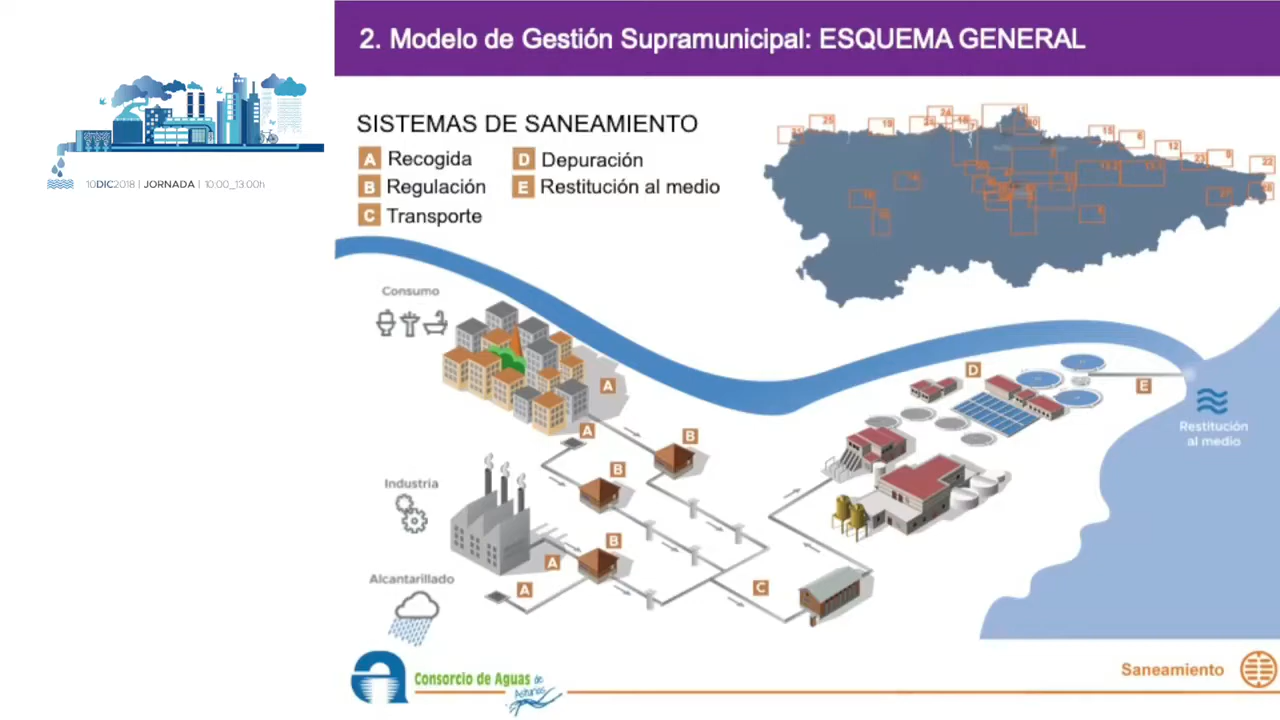 2. Modelo de Gestión Supramunicipal: ESQUEMA GENERAL
10DIC2018 | JORNADA | 10:00_13:00h
SISTEMAS DE SANEAMIENTO
A Recogida
B Regulación
C Transporte
D Depuración
E Restitución al medio
Consumo
A
A
B
B
Industria
B
A
Alcantarillado
A
C
D
E
Restitución
al medio
Consorcio de Aguas de
Asturias
Saneamiento